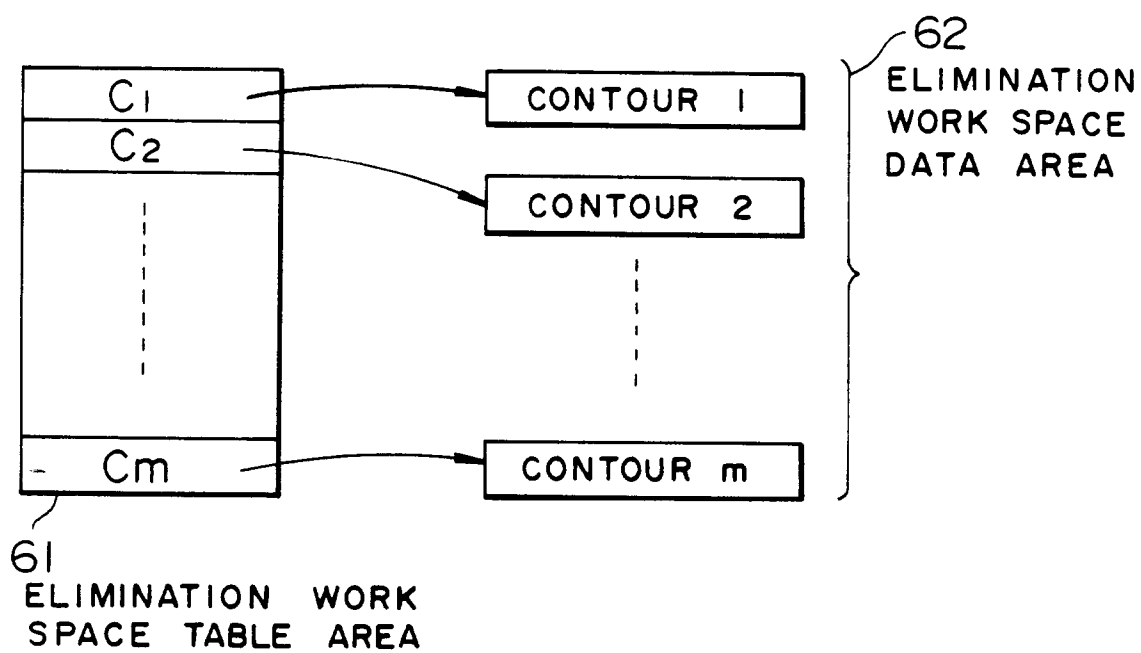 62
ELIMINATION
WORK SPACE
DATA AREA
C1
CONTOUR 1
C2
CONTOUR 2
Cm
CONTOUR m
61
ELIMINATION WORK
SPACE TABLE AREA